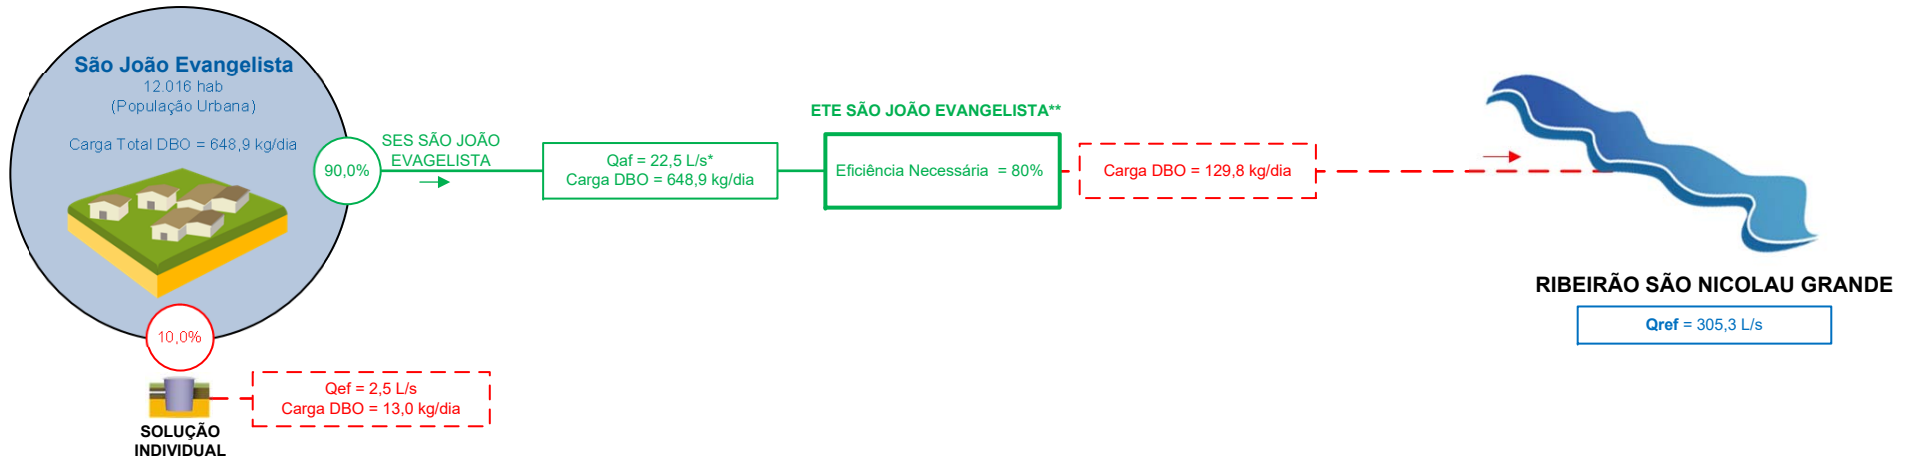 São João Evangelista
12.016 hab
(População Urbana)
Carga Total DBO = 648,9 kg/dia
90,0%
SES SÃO JOÃO
EVAGELISTA
Qaf = 22,5 L/s*
Carga DBO = 648,9 kg/dia
ETE SÃO JOÃO EVANGELISTA**
Eficiência Necessária = 80%
Carga DBO = 129,8 kg/dia
RIBEIRÃO SÃO NICOLAU GRANDE
Qref = 305,3 L/s
10,0%
Qef = 2,5 L/s
Carga DBO = 13,0 kg/dia
SOLUÇÃO
INDIVIDUAL